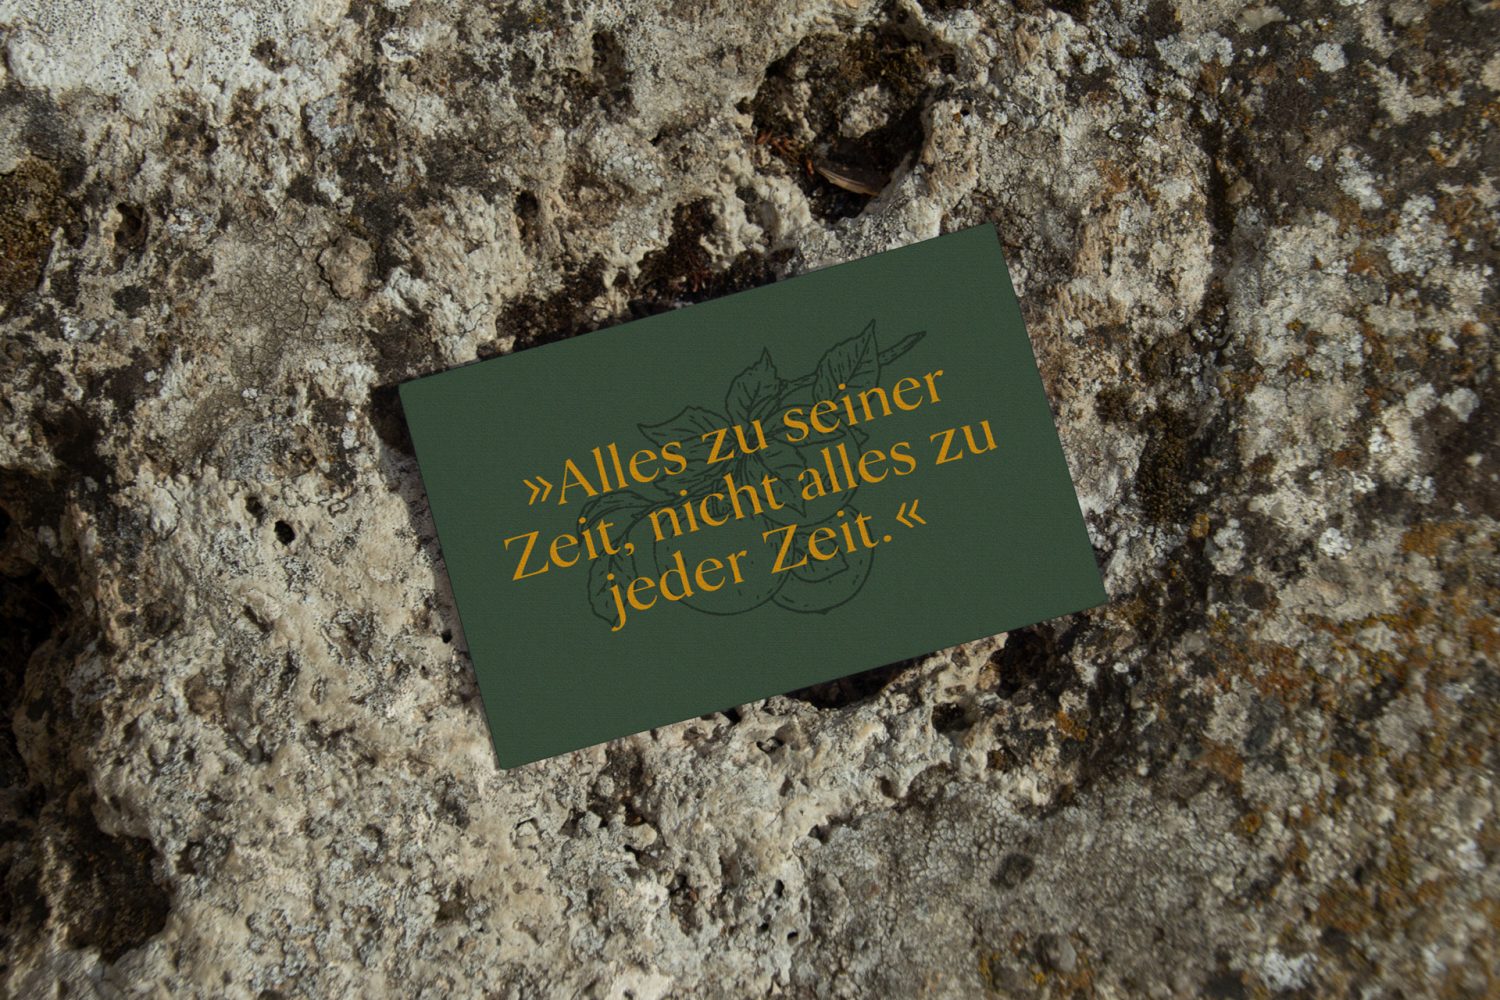 »Alles zu seiner
Zeit, nicht alles zu
jeder Zeit.«